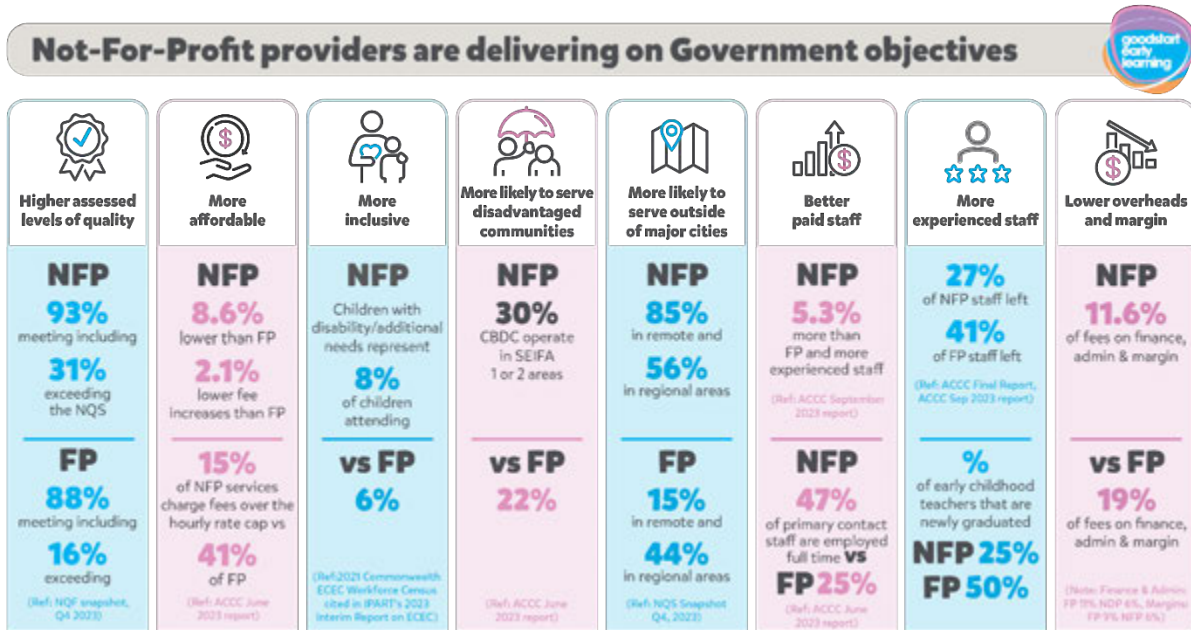 Not-For-Profit providers are delivering on Government objectives
goodstart
early
learning
Higher assessed
levels of quality
NFP
93%
meeting including
31%
exceeding
the NQS
FP
88%
meeting including
16%
exceeding
(Ref: NQF snapshot,
Q4 2023)
More
affordable
NFP
8.6%
lower than FP
2.1%
lower fee
increases than FP
15%
of NFP services
charge fees over the
hourly rate cap vs
41%
of FP
(Ref: ACCC June
2023 report)
More
inclusive
NFP
Children with
disability/additional
needs represent
8%
of children
attending
vs FP
6%
(Ref:2021 Commonwealth
ECEC Workforce Census
cited in IPART's 2023
Interim Report on ECEC)
More likely to serve
disadvantaged
communities
NFP
30%
CBDC operate
in SEIFA
1 or 2 areas
vs FP
22%
(Ref: ACCC June
2023 report)
More likely to
serve outside
of major cities
NFP
85%
in remote and
56%
in regional areas
FP
15%
in remote and
44%
in regional areas
(Ref: NQS Snapshot
Q4, 2023)
Better
paid staff
NFP
5.3%
more than
FP and more
experienced staff
(Ref: ACCC September
2023 report)
NFP
47%
of primary contact
staff are employed
full time vs
FP 25%
(Ref: ACCC June
2023 report)
More
experienced staff
27%
of NFP staff left
41%
of FP staff left
(Ref: ACCC Final Report,
ACCC Sep 2023 report)
%
of early childhood
teachers that are
newly graduated
NFP 25%
FP 50%
Lower overheads
and margin
NFP
11.6%
of fees on finance,
admin & margin
vs FP
19%
of fees on finance,
admin & margin
(Note: Finance & Admin:
FP 11% NDP 6%, Margins:
FP 9% NFP 6%)